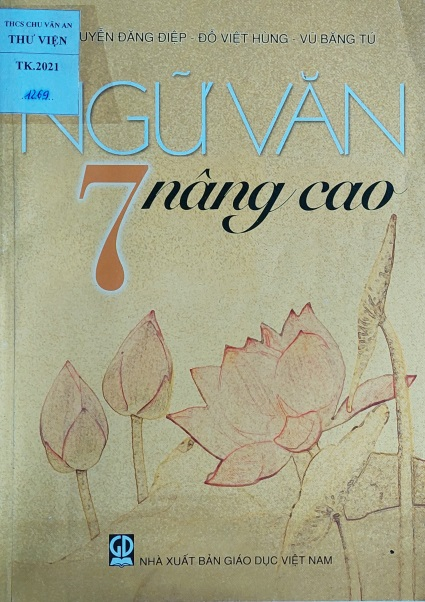 THCS CHU VĂN AN
THƯ VIỆN
TK.2021
1269
UYỄN ĐĂNG ĐIỆP - ĐỖ VIỆT HÙNG - VŨ BĂNG TÚ
NGỮ VĂN
7 nâng cao
GD
NHÀ XUẤT BẢN GIÁO DỤC VIỆT NAM